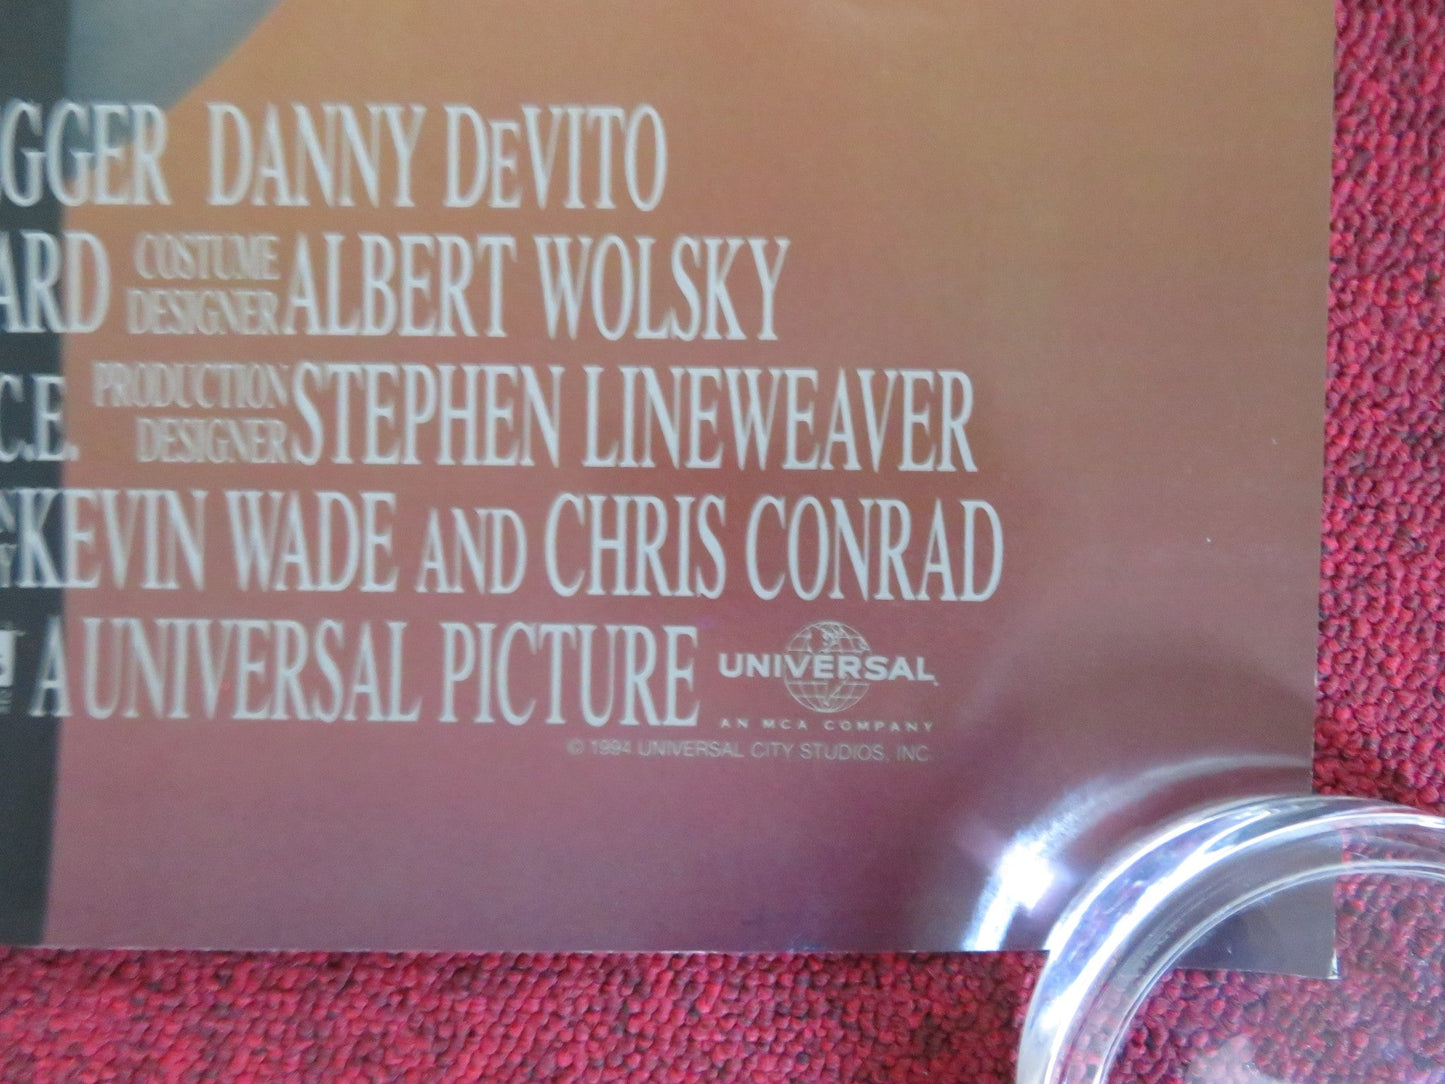 GGER DANNY DeVITO
ARD COSTUME DESIGNER ALBERT WOLSKY
C.E. PRODUCTION DESIGNER STEPHEN LINEWEAVER
KEVIN WADE AND CHRIS CONRAD
A UNIVERSAL PICTURE UNIVERSAL
AN MCA COMPANY
© 1994 UNIVERSAL CITY STUDIOS, INC.